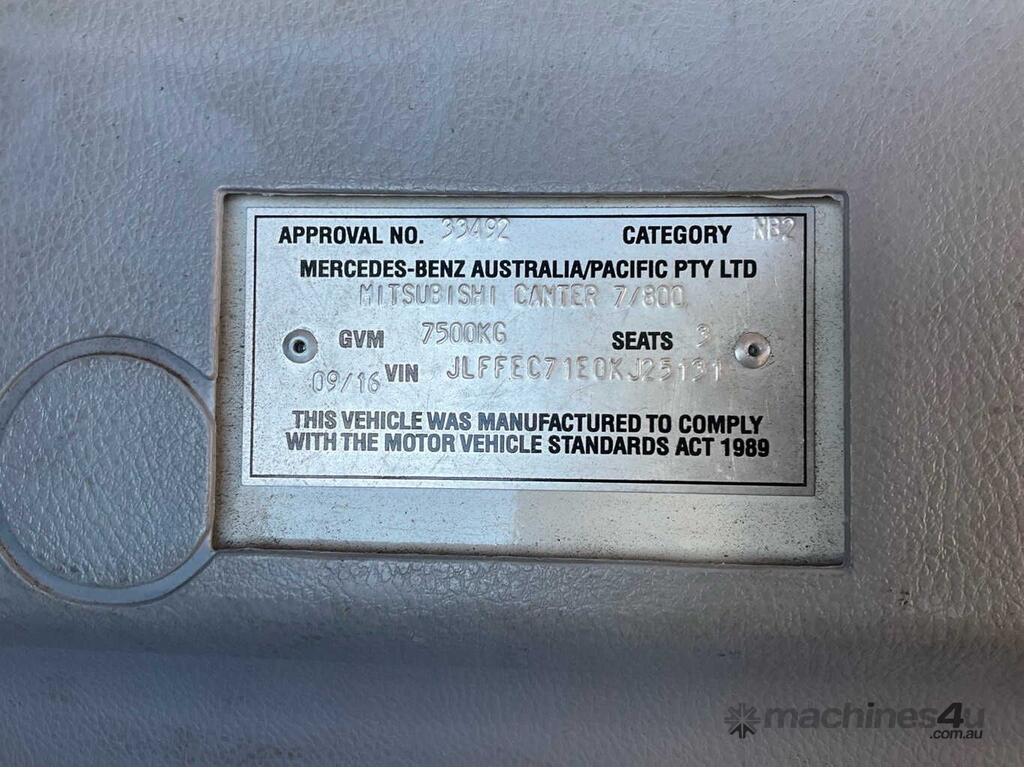 APPROVAL NO. 33492 CATEGORY NB2
MERCEDES-BENZ AUSTRALIA/PACIFIC PTY LTD
MITSUBISHI CANTER 7/800
GVM 7500KG SEATS 3
09/16 VIN JLFFEC71E0KJ25131
THIS VEHICLE WAS MANUFACTURED TO COMPLY
WITH THE MOTOR VEHICLE STANDARDS ACT 1989
machines4u
.com.au